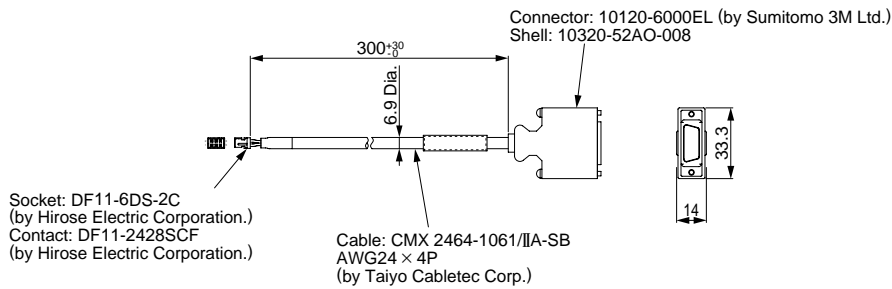 Connector: 10120-6000EL (by Sumitomo 3M Ltd.)
Shell: 10320-52AO-008
300+30
-0
6.9 Dia.
33.3
14
Socket: DF11-6DS-2C
(by Hirose Electric Corporation.)
Contact: DF11-2428SCF
(by Hirose Electric Corporation.)
Cable: CMX 2464-1061/ⅡA-SB
AWG24 × 4P
(by Taiyo Cabletec Corp.)